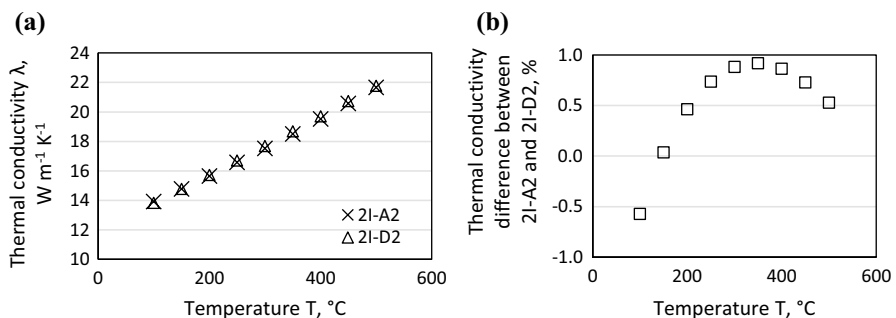 (a)
Thermal conductivity λ,
W m⁻¹ K⁻¹
24
22
20
18
16
14
12
10
0
200
400
600
Temperature T, °C
2I-A2
2I-D2
(b)
Thermal conductivity
difference between
2I-A2 and 2I-D2, %
1.0
0.5
0.0
-0.5
-1.0
0
200
400
600
Temperature T, °C